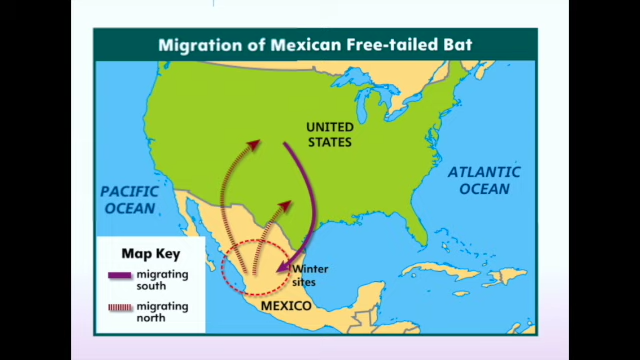 Migration of Mexican Free-tailed Bat
UNITED
STATES
ATLANTIC
OCEAN
PACIFIC
OCEAN
Map Key
migrating
south
migrating
north
Winter
sites
MEXICO